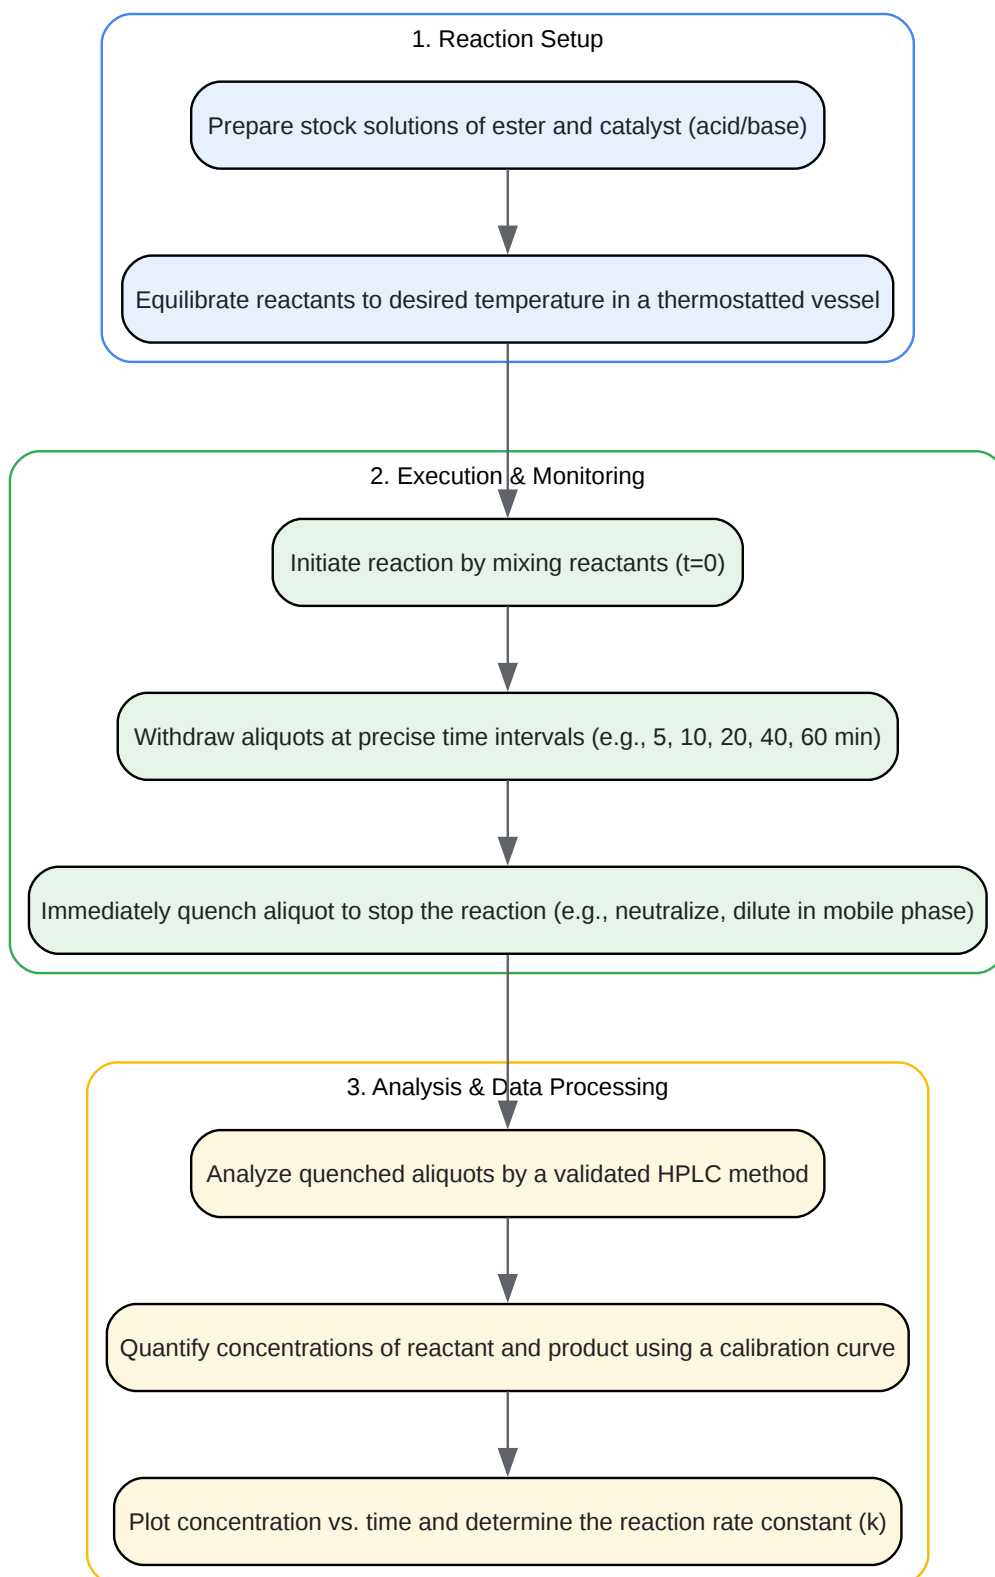 1. Reaction Setup
Prepare stock solutions of ester and catalyst (acid/base)
Equilibrate reactants to desired temperature in a thermostatted vessel
2. Execution & Monitoring
Initiate reaction by mixing reactants (t=0)
Withdraw aliquots at precise time intervals (e.g., 5, 10, 20, 40, 60 min)
Immediately quench aliquot to stop the reaction (e.g., neutralize, dilute in mobile phase)
3. Analysis & Data Processing
Analyze quenched aliquots by a validated HPLC method
Quantify concentrations of reactant and product using a calibration curve
Plot concentration vs. time and determine the reaction rate constant (k)